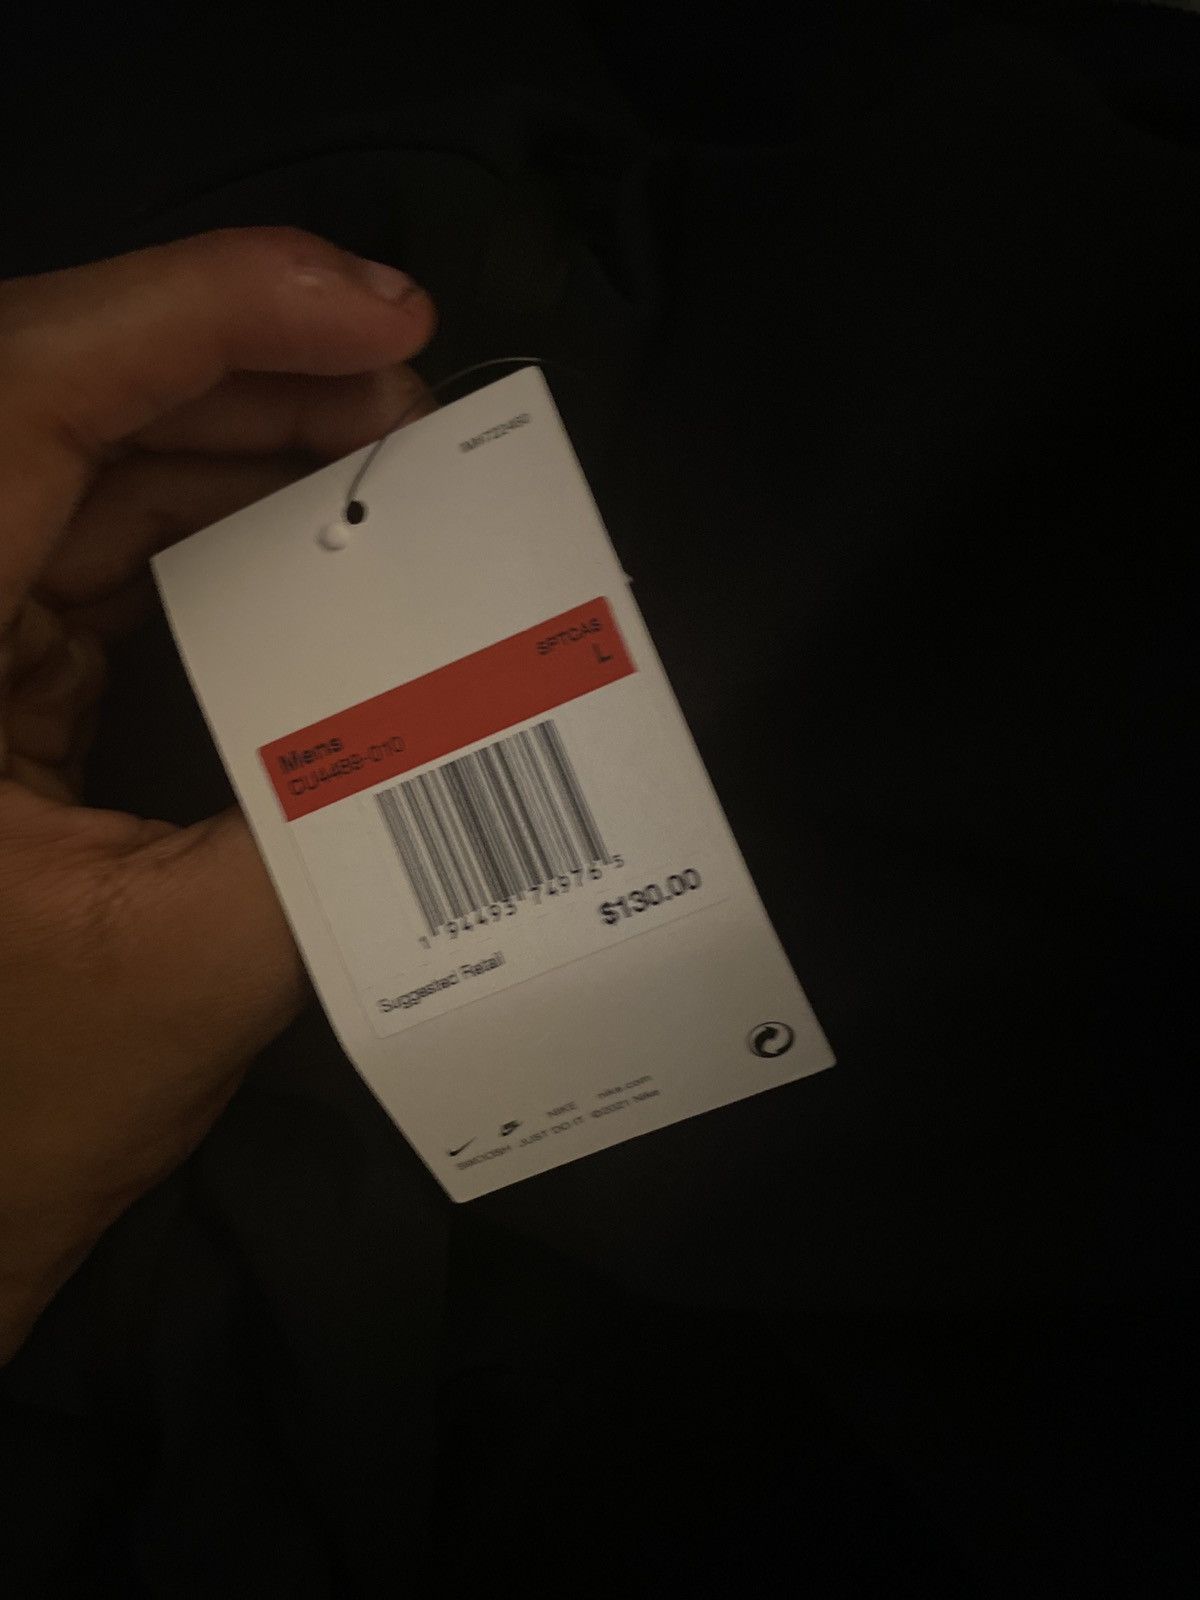 SPTCAS
L
Mens
CU4489-010
1 94493 74976 5
$130.00
Suggested Retail
NIKE nike.com
SWOOSH JUST DO IT ©2021 Nike